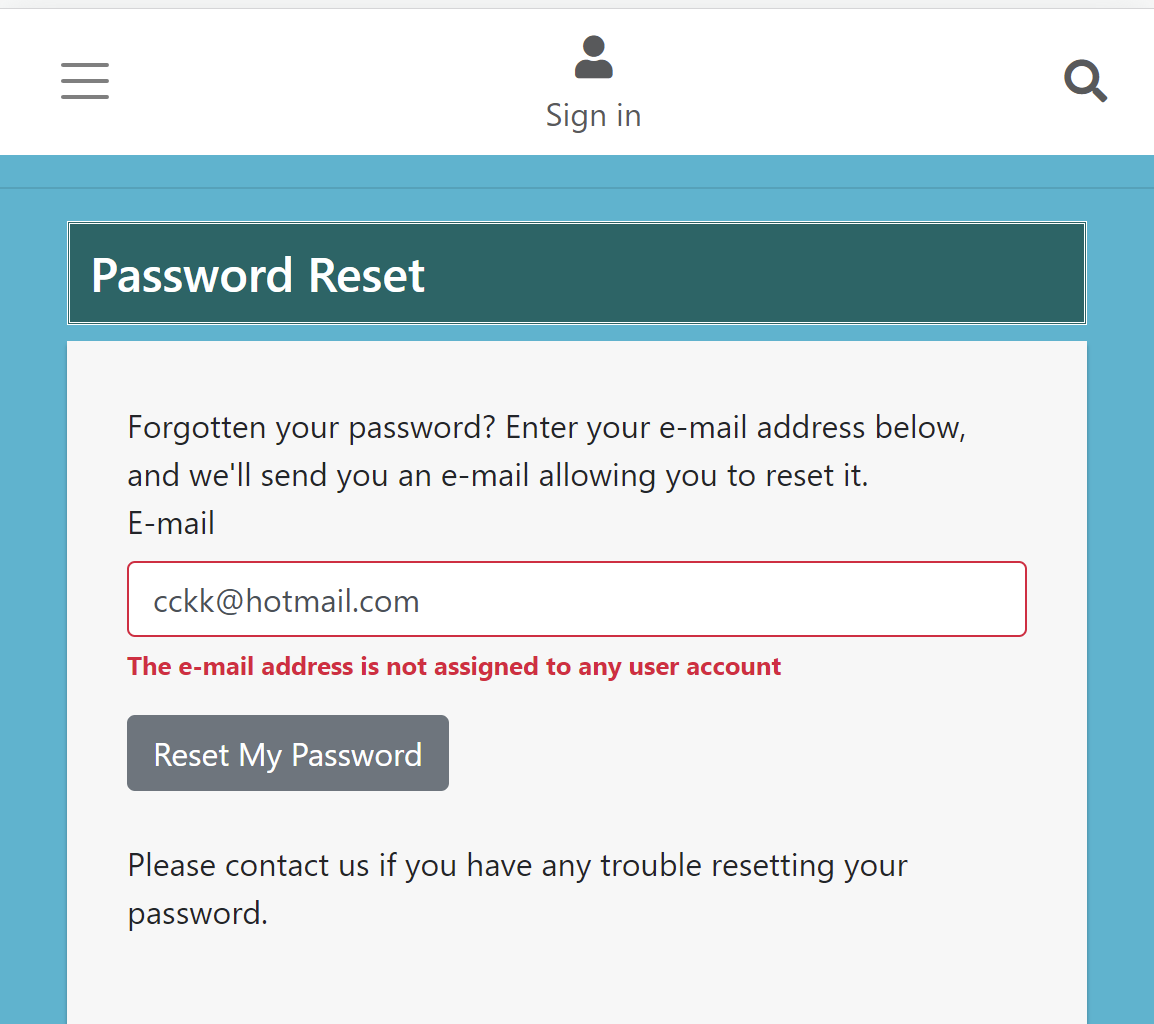 Sign in
Password Reset
Forgotten your password? Enter your e-mail address below,
and we'll send you an e-mail allowing you to reset it.
E-mail
cckk@hotmail.com
The e-mail address is not assigned to any user account
Reset My Password
Please contact us if you have any trouble resetting your
password.